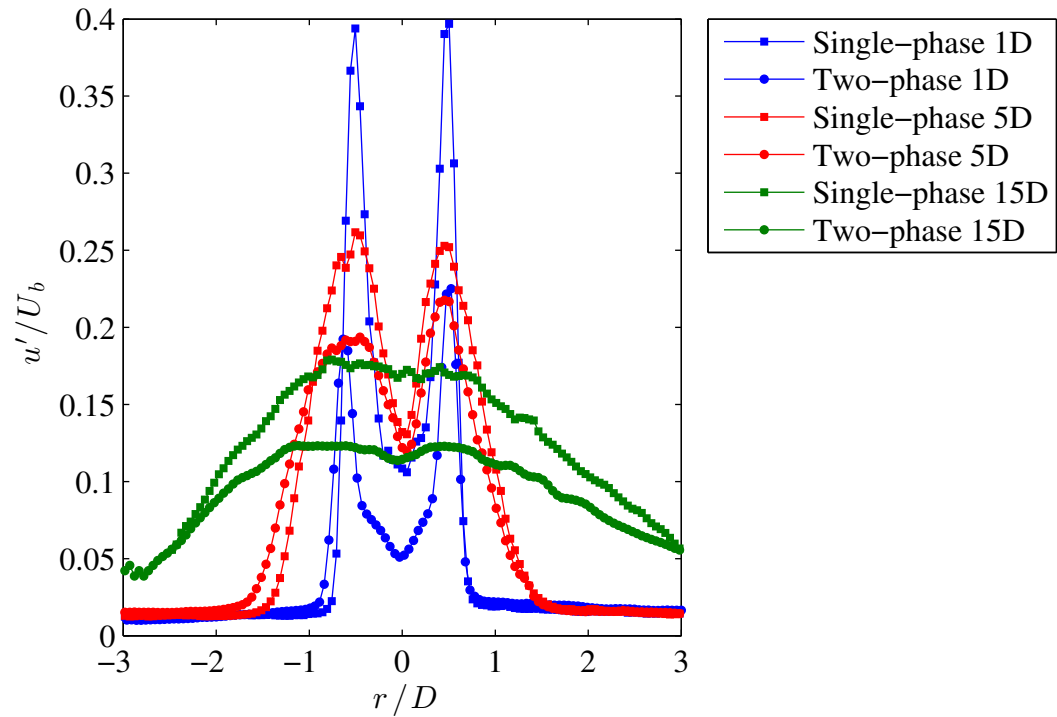 0.4
0.35
0.3
0.25
0.2
0.15
0.1
0.05
0
u′/U_b
−3
−2
−1
0
1
2
3
r/D
Single−phase 1D
Two−phase 1D
Single−phase 5D
Two−phase 5D
Single−phase 15D
Two−phase 15D